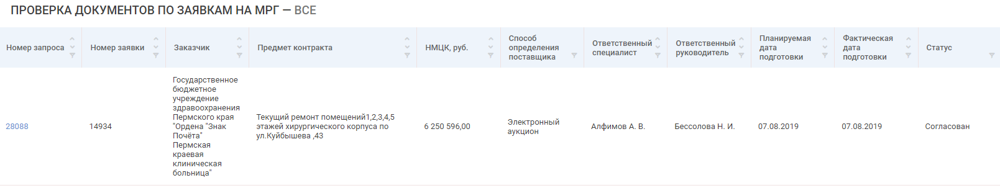 ПРОВЕРКА ДОКУМЕНТОВ ПО ЗАЯВКАМ НА МРГ — ВСЕ
Номер запроса
Номер заявки
Заказчик
Предмет контракта
НМЦК, руб.
Способ
определения
поставщика
Ответственный
специалист
Ответственный
руководитель
Планируемая
дата
подготовки
Фактическая
дата
подготовки
Статус
28088
14934
Государственное
бюджетное
учреждение
здравоохранения
Пермского края
"Ордена "Знак
Почёта"
Пермская
краевая
клиническая
больница"
Текущий ремонт помещений1,2,3,4,5
этажей хирургического корпуса по
ул.Куйбышева ,43
6 250 596,00
Электронный
аукцион
Алфимов А. В.
Бессолова Н. И.
07.08.2019
07.08.2019
Согласован